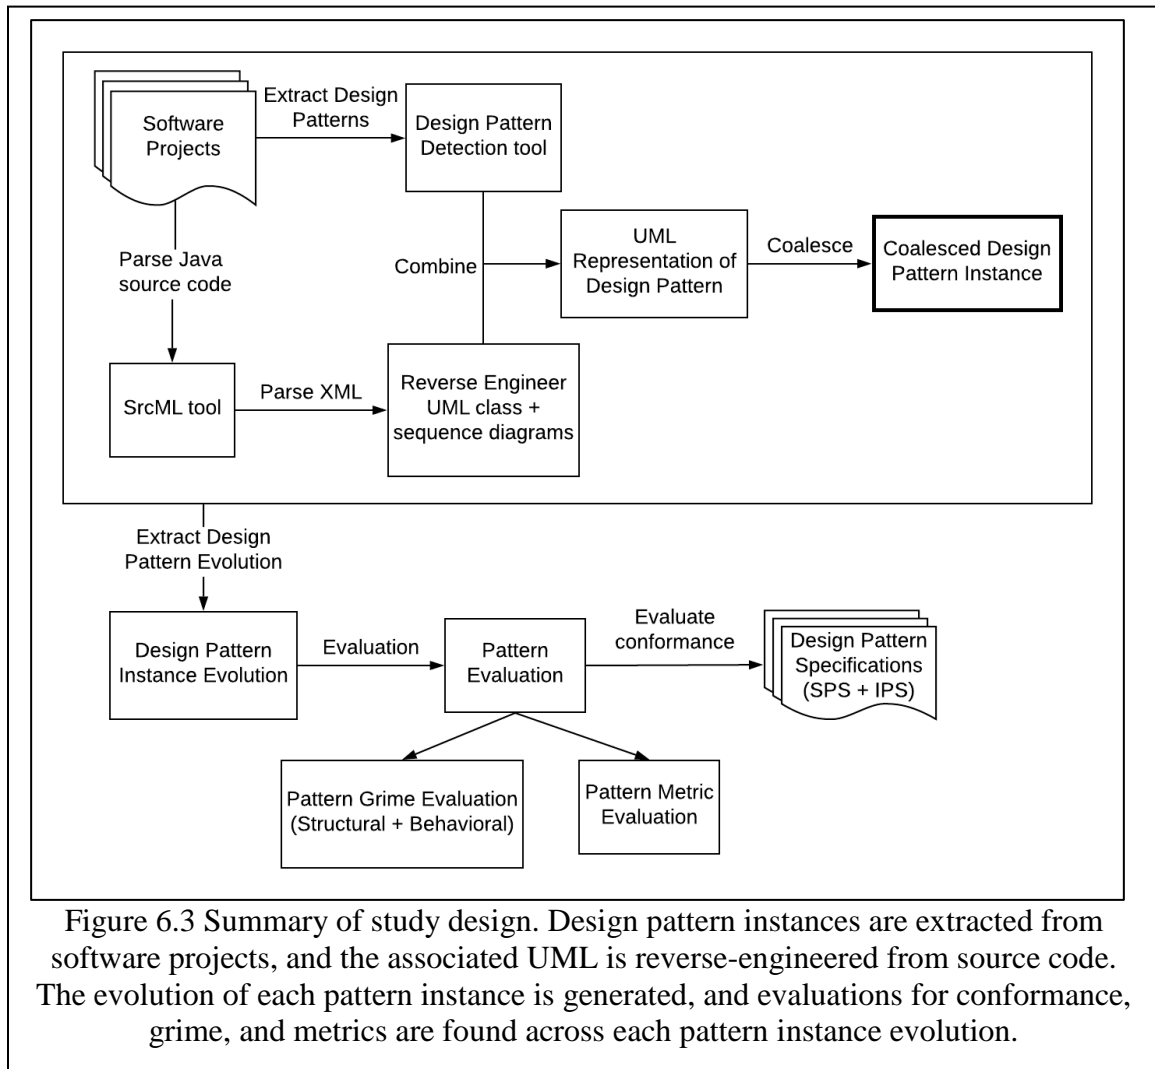 Software
Projects
Extract Design
Patterns
Design Pattern
Detection tool
Parse Java
source code
Combine
UML
Representation of
Design Pattern
Coalesce
Coalesced Design
Pattern Instance
SrcML tool
Parse XML
Reverse Engineer
UML class +
sequence diagrams
Extract Design
Pattern Evolution
Design Pattern
Instance Evolution
Evaluation
Pattern
Evaluation
Evaluate
conformance
Design Pattern
Specifications
(SPS + IPS)
Pattern Grime Evaluation
(Structural + Behavioral)
Pattern Metric
Evaluation
Figure 6.3 Summary of study design. Design pattern instances are extracted from
software projects, and the associated UML is reverse-engineered from source code.
The evolution of each pattern instance is generated, and evaluations for conformance,
grime, and metrics are found across each pattern instance evolution.